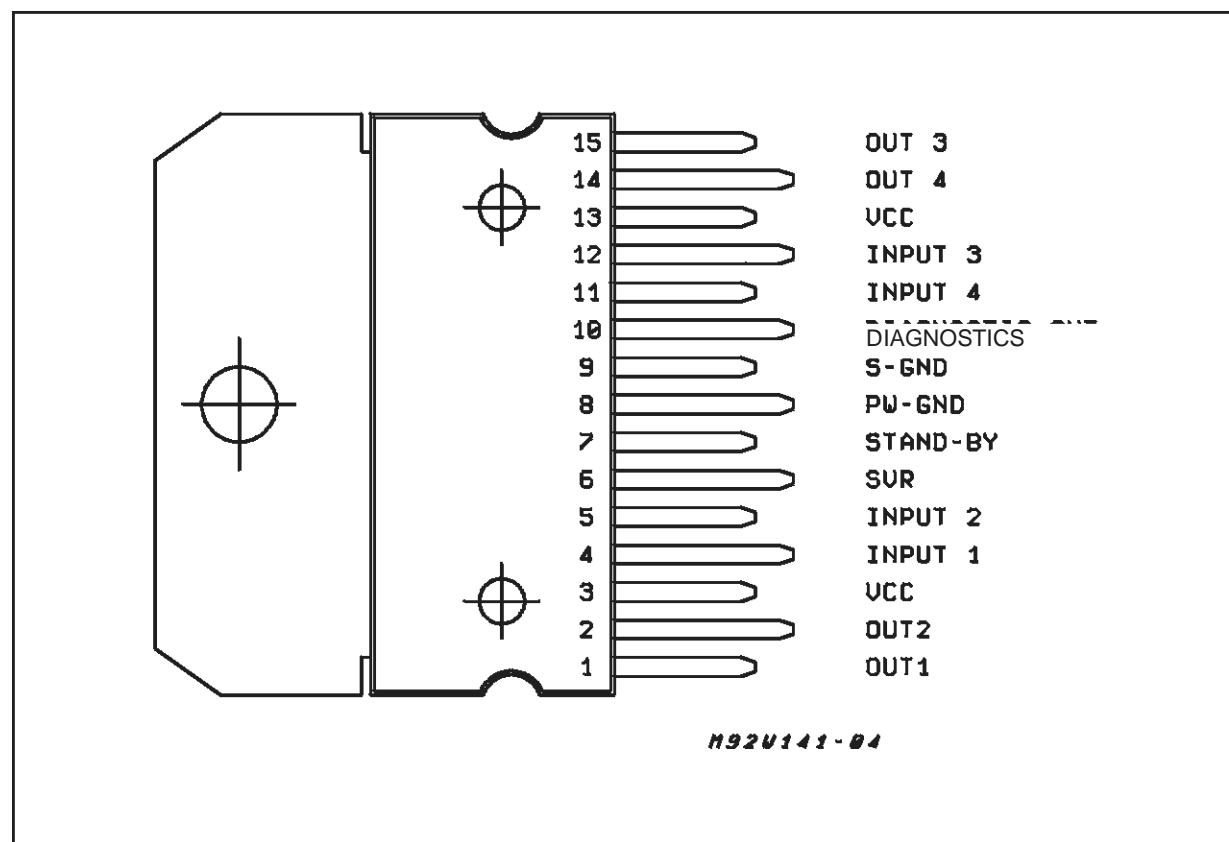 15 OUT 3
14 OUT 4
13 VCC
12 INPUT 3
11 INPUT 4
10 DIAGNOSTICS
9 S-GND
8 PW-GND
7 STAND-BY
6 SVR
5 INPUT 2
4 INPUT 1
3 VCC
2 OUT2
1 OUT1
M92V141-04